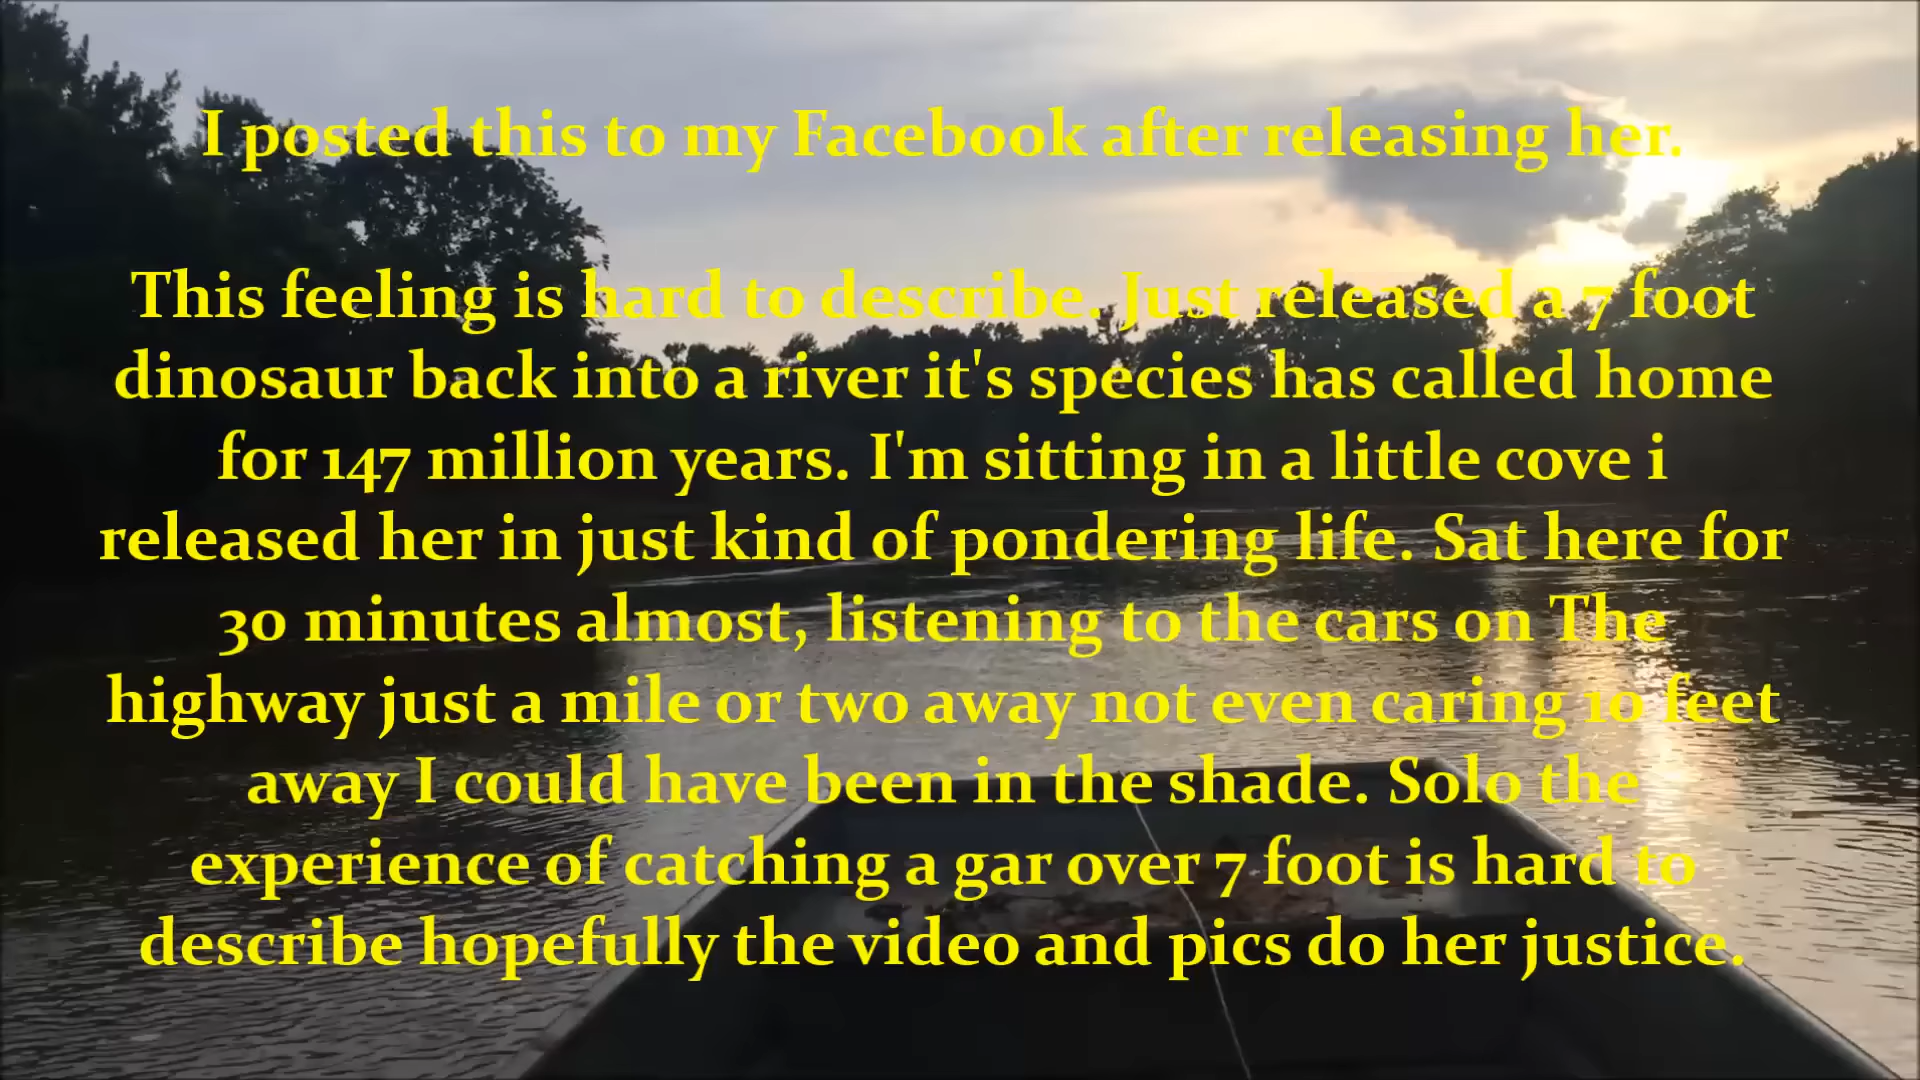 I posted this to my Facebook after releasing her.
This feeling is hard to describe. Just released a 7 foot
dinosaur back into a river it's species has called home
for 147 million years. I'm sitting in a little cove i
released her in just kind of pondering life. Sat here for
30 minutes almost, listening to the cars on The
highway just a mile or two away not even caring 10 feet
away I could have been in the shade. Solo the
experience of catching a gar over 7 foot is hard to
describe hopefully the video and pics do her justice.